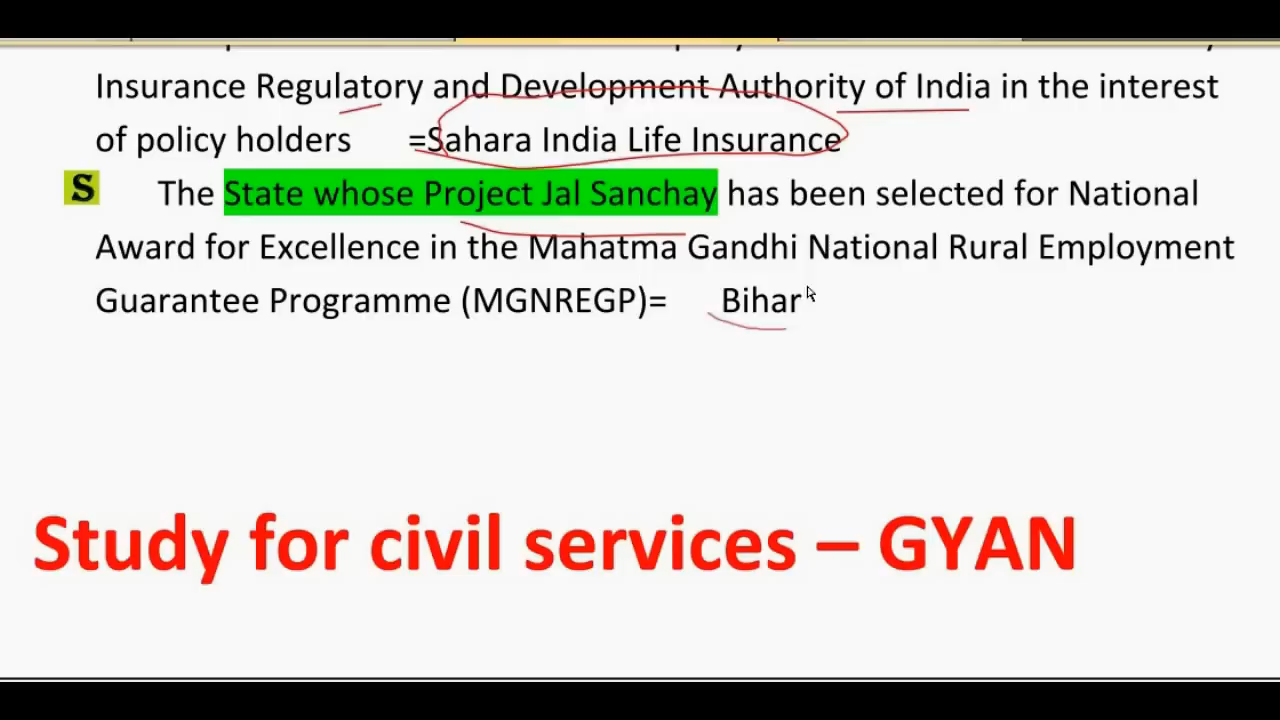 Insurance Regulatory and Development Authority of India in the interest
of policy holders =Sahara India Life Insurance
S The State whose Project Jal Sanchay has been selected for National
Award for Excellence in the Mahatma Gandhi National Rural Employment
Guarantee Programme (MGNREGP)= Bihar
Study for civil services – GYAN